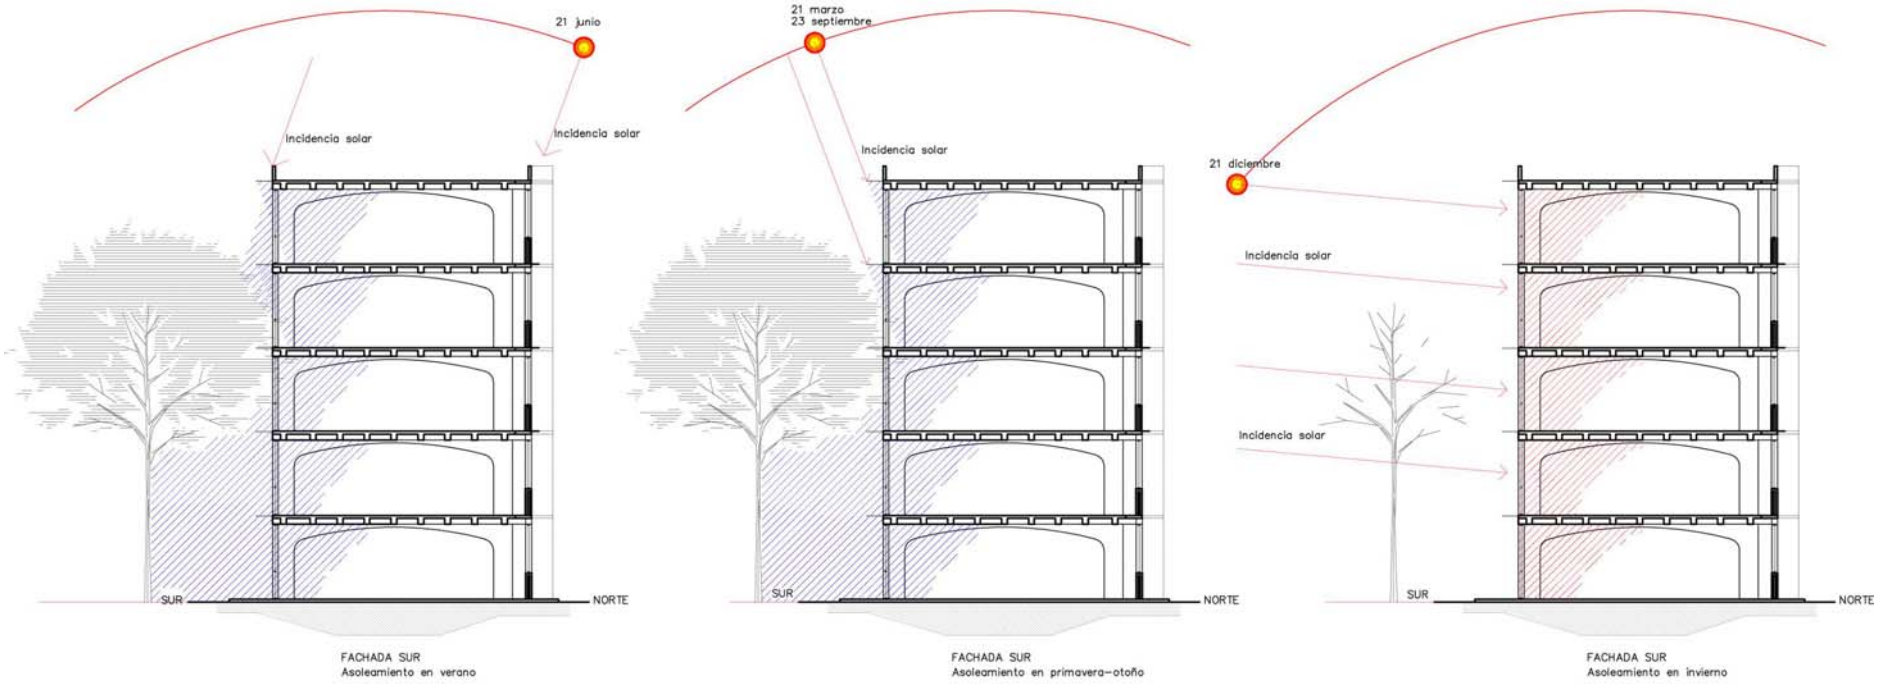 21 junio
Incidencia solar
Incidencia solar
SUR
NORTE
FACHADA SUR
Asoleamiento en verano
21 marzo
23 septiembre
Incidencia solar
SUR
NORTE
FACHADA SUR
Asoleamiento en primavera-otoño
21 diciembre
Incidencia solar
Incidencia solar
SUR
NORTE
FACHADA SUR
Asoleamiento en invierno